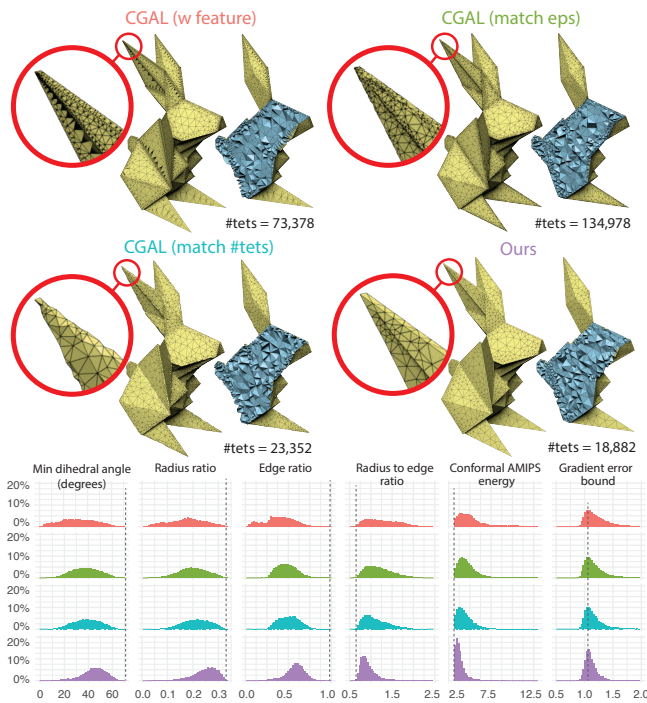 CGAL (w feature)
CGAL (match eps)
#tets = 73,378
#tets = 134,978
CGAL (match #tets)
Ours
#tets = 23,352
#tets = 18,882
Min dihedral angle (degrees)
Radius ratio
Edge ratio
Radius to edge ratio
Conformal AMIPS energy
Gradient error bound
20%
10%
0%
20%
10%
0%
20%
10%
0%
20%
10%
0%
0 20 40 60
0.0 0.1 0.2 0.3
0.0 0.5 1.0
0.5 1.5 2.5
2.5 7.5 12.5
0.5 1.0 1.5 2.0